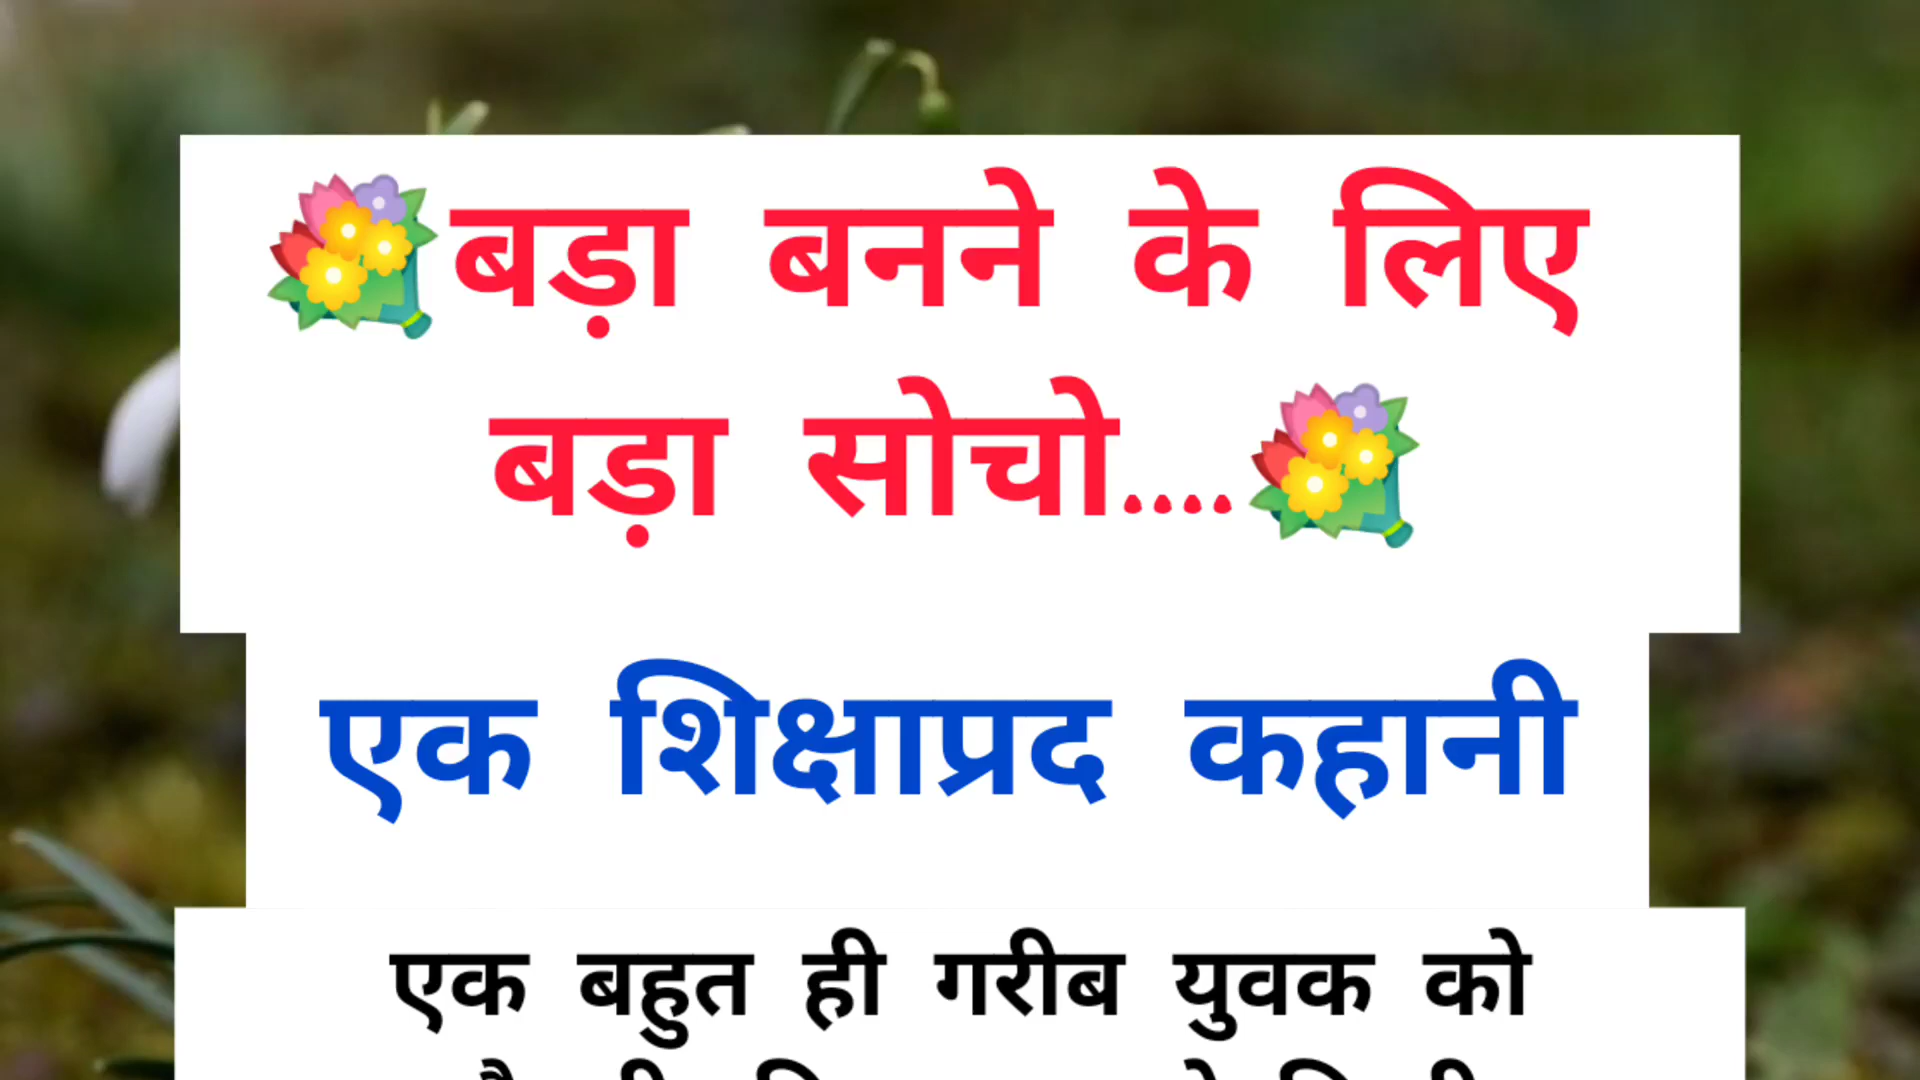 💐बड़ा बनने के लिए
बड़ा सोचो....💐
एक शिक्षाप्रद कहानी
एक बहुत ही गरीब युवक को